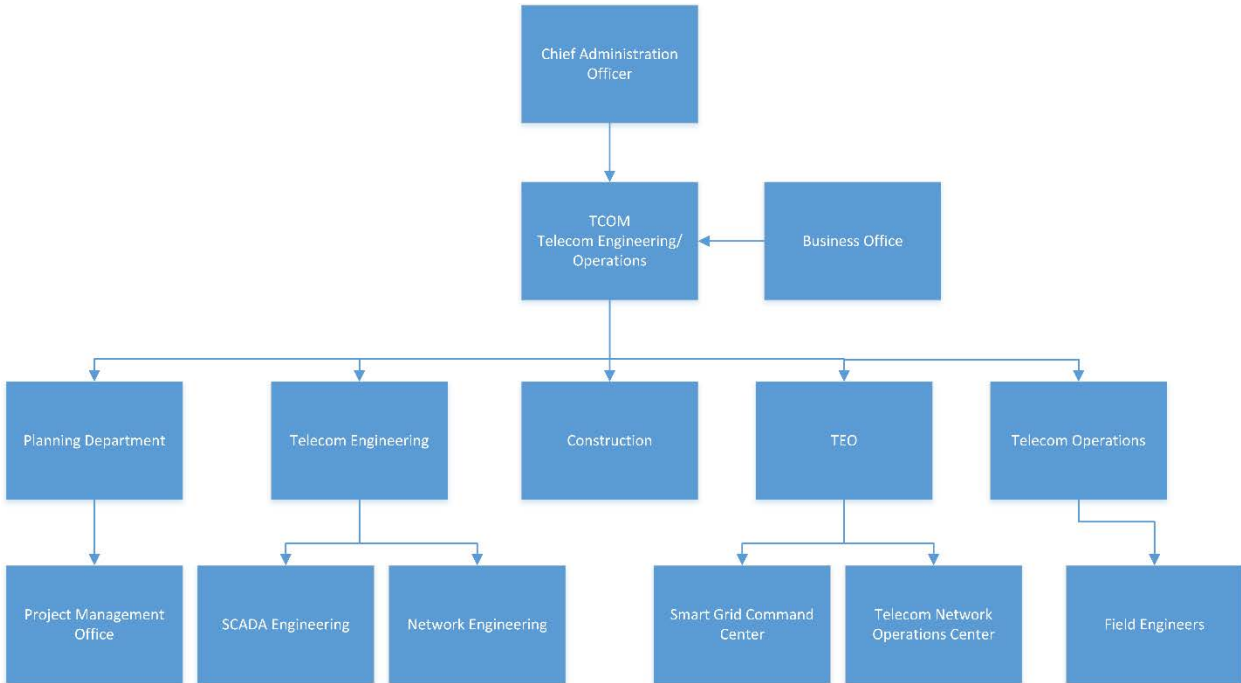 Chief Administration
Officer
TCOM
Telecom Engineering/
Operations
Business Office
Planning Department
Telecom Engineering
Construction
TEO
Telecom Operations
Project Management
Office
SCADA Engineering
Network Engineering
Smart Grid Command
Center
Telecom Network
Operations Center
Field Engineers